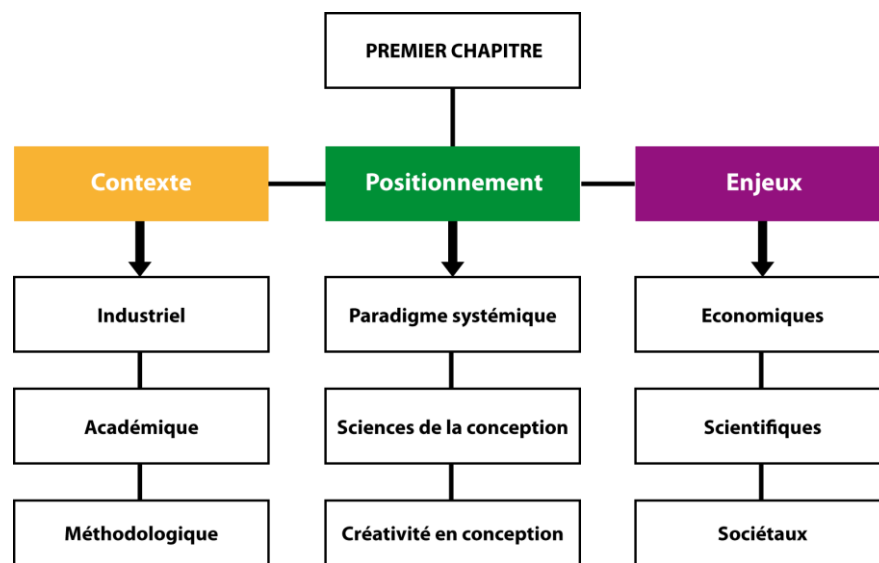 PREMIER CHAPITRE
Contexte
Positionnement
Enjeux
Industriel
Paradigme systémique
Economiques
Académique
Sciences de la conception
Scientifiques
Méthodologique
Créativité en conception
Sociétaux